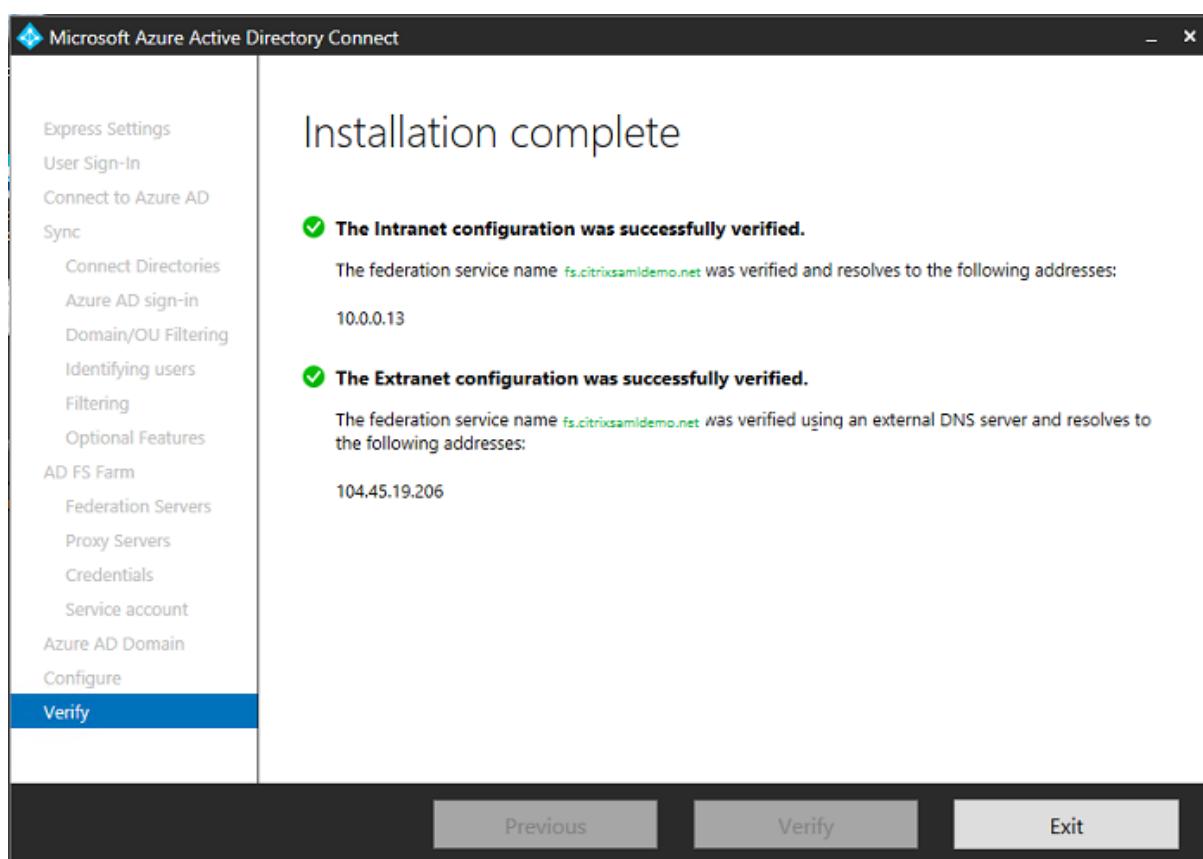 Microsoft Azure Active Directory Connect
Express Settings
User Sign-In
Connect to Azure AD
Sync
Connect Directories
Azure AD sign-in
Domain/OU Filtering
Identifying users
Filtering
Optional Features
AD FS Farm
Federation Servers
Proxy Servers
Credentials
Service account
Azure AD Domain
Configure
Verify
Installation complete
The Intranet configuration was successfully verified.
The federation service name fs.citrixsamldemo.net was verified and resolves to the following addresses:
10.0.0.13
The Extranet configuration was successfully verified.
The federation service name fs.citrixsamldemo.net was verified using an external DNS server and resolves to
the following addresses:
104.45.19.206
Previous
Verify
Exit